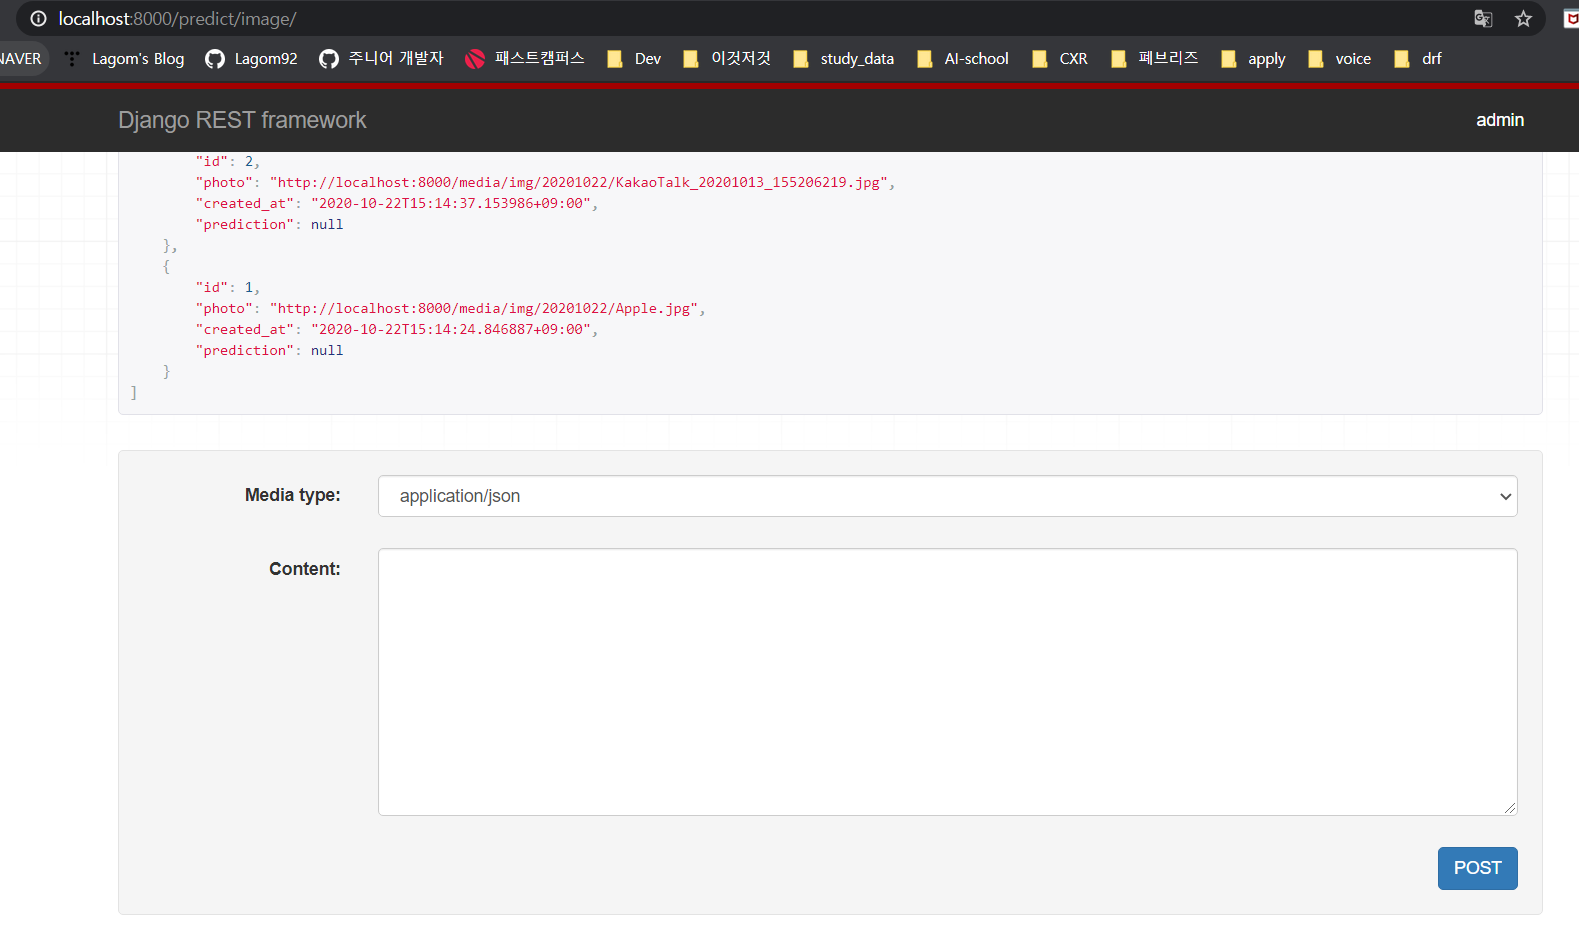 localhost:8000/predict/image/
NAVER Lagom's Blog Lagom92 주니어 개발자 패스트캠퍼스 Dev 이것저것 study_data AI-school CXR 페브리즈 apply voice drf
Django REST framework admin
"id": 2,
"photo": "http://localhost:8000/media/img/20201022/KakaoTalk_20201013_155206219.jpg",
"created_at": "2020-10-22T15:14:37.153986+09:00",
"prediction": null
},
{
"id": 1,
"photo": "http://localhost:8000/media/img/20201022/Apple.jpg",
"created_at": "2020-10-22T15:14:24.846887+09:00",
"prediction": null
}
]
Media type: application/json
Content:
POST